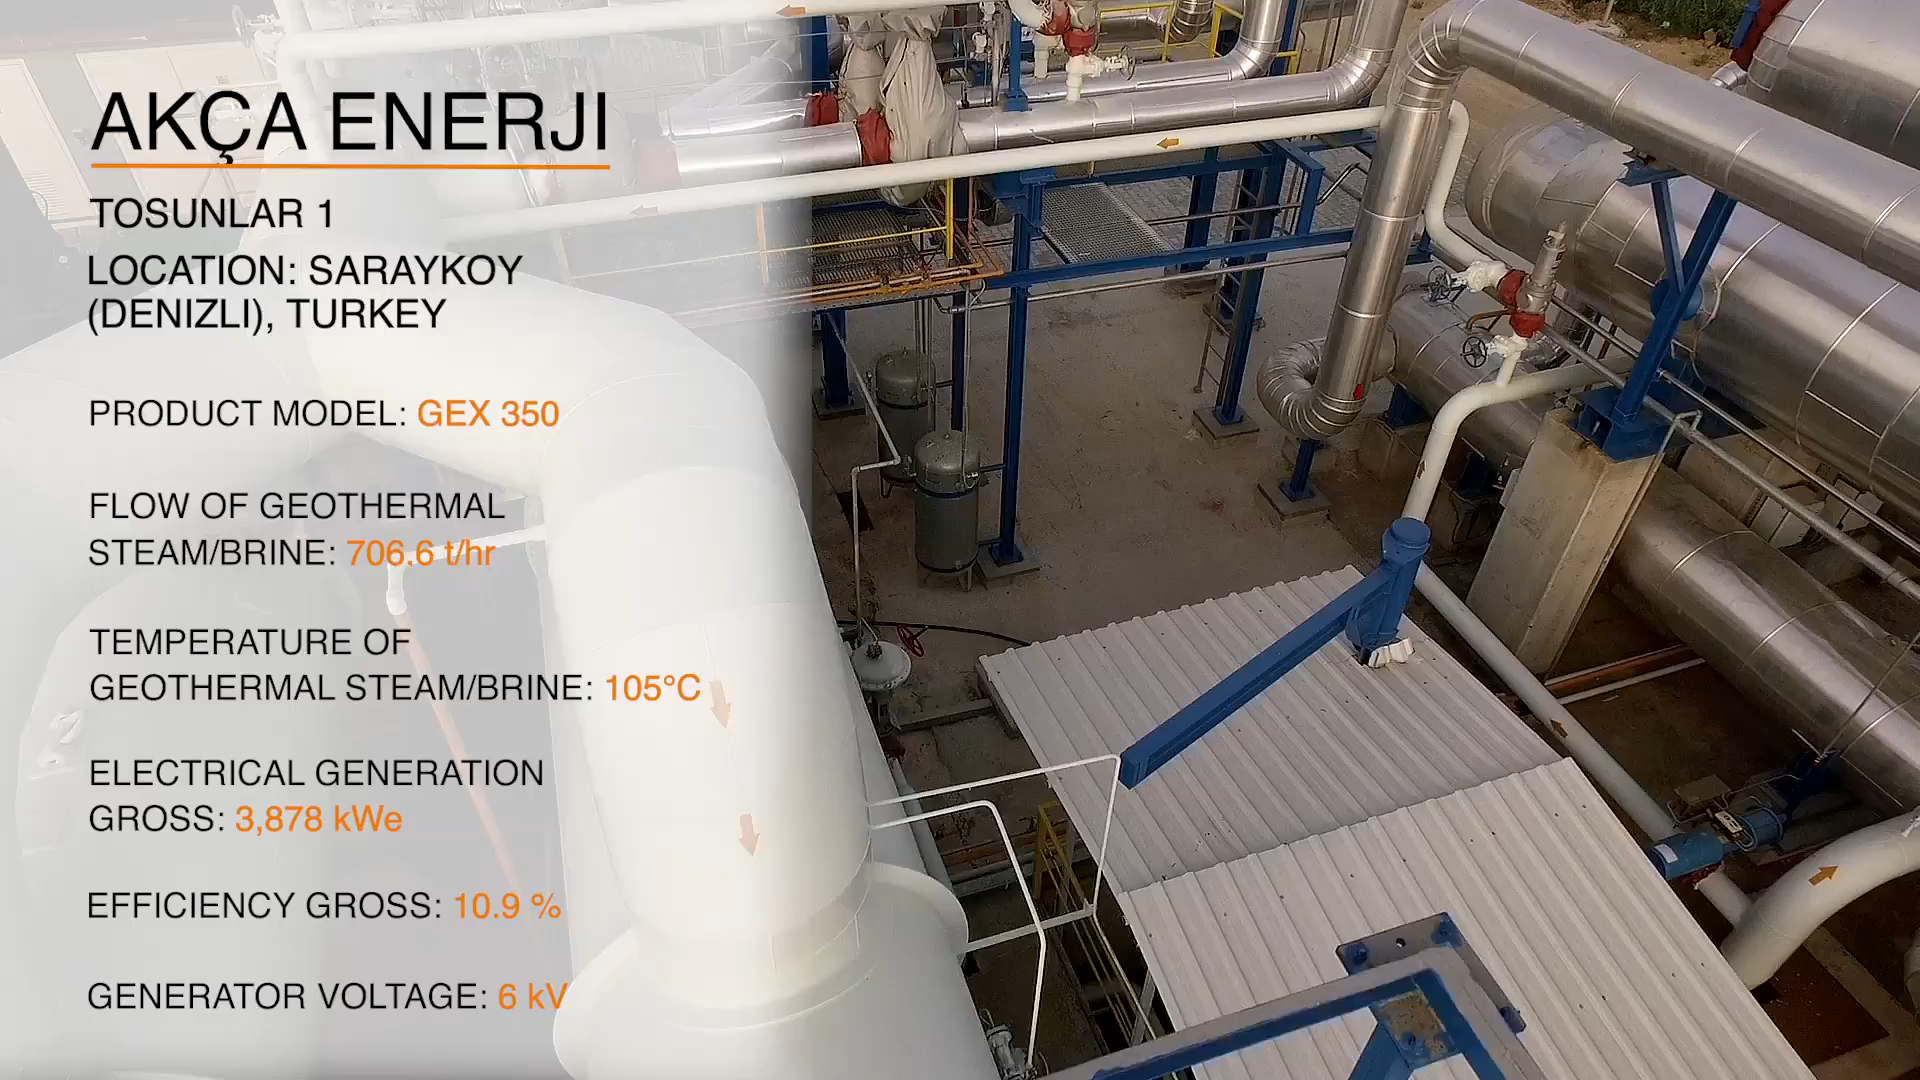 AKÇA ENERJI
TOSUNLAR 1
LOCATION: SARAYKOY
(DENIZLI), TURKEY
PRODUCT MODEL: GEX 350
FLOW OF GEOTHERMAL
STEAM/BRINE: 706.6 t/hr
TEMPERATURE OF
GEOTHERMAL STEAM/BRINE: 105°C
ELECTRICAL GENERATION
GROSS: 3,878 kWe
EFFICIENCY GROSS: 10.9 %
GENERATOR VOLTAGE: 6 kV